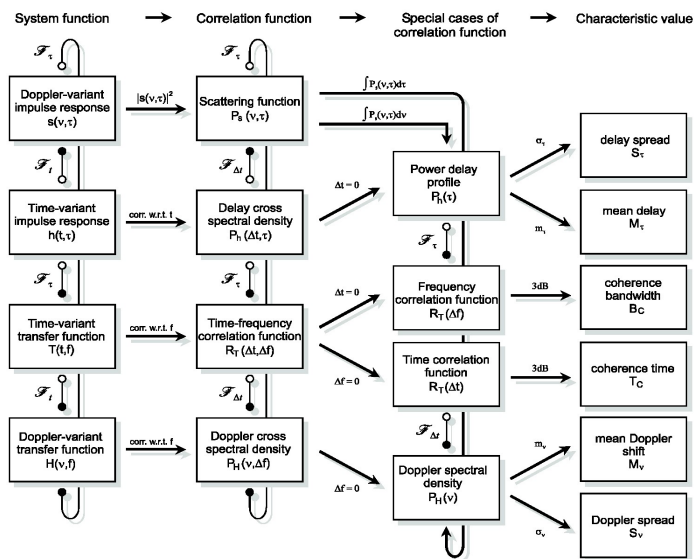 System function
Correlation function
Special cases of
correlation function
Characteristic value
ℱτ
ℱτ
Doppler-variant
impulse response
s(ν,τ)
|s(ν,τ)|²
Scattering function
Ps (ν,τ)
∫Ps(ν,τ)dτ
∫Ps(ν,τ)dν
ℱt
ℱΔt
Power delay
profile
Ph(τ)
στ
delay spread
Sτ
mτ
mean delay
Mτ
Time-variant
impulse response
h(t,τ)
corr. w.r.t. t
Delay cross
spectral density
Ph (Δt,τ)
Δt = 0
ℱτ
ℱτ
ℱτ
Time-variant
transfer function
T(t,f)
corr. w.r.t. f
Time-frequency
correlation function
RT (Δt,Δf)
Δt = 0
Δf = 0
Frequency
correlation function
RT (Δf)
3dB
coherence
bandwidth
BC
Time correlation
function
RT (Δt)
3dB
coherence time
TC
ℱt
ℱΔt
ℱΔt
Doppler-variant
transfer function
H(ν,f)
corr. w.r.t. f
Doppler cross
spectral density
PH(ν,Δf)
Δf = 0
Doppler spectral
density
PH(ν)
mν
mean Doppler
shift
Mν
σν
Doppler spread
Sν